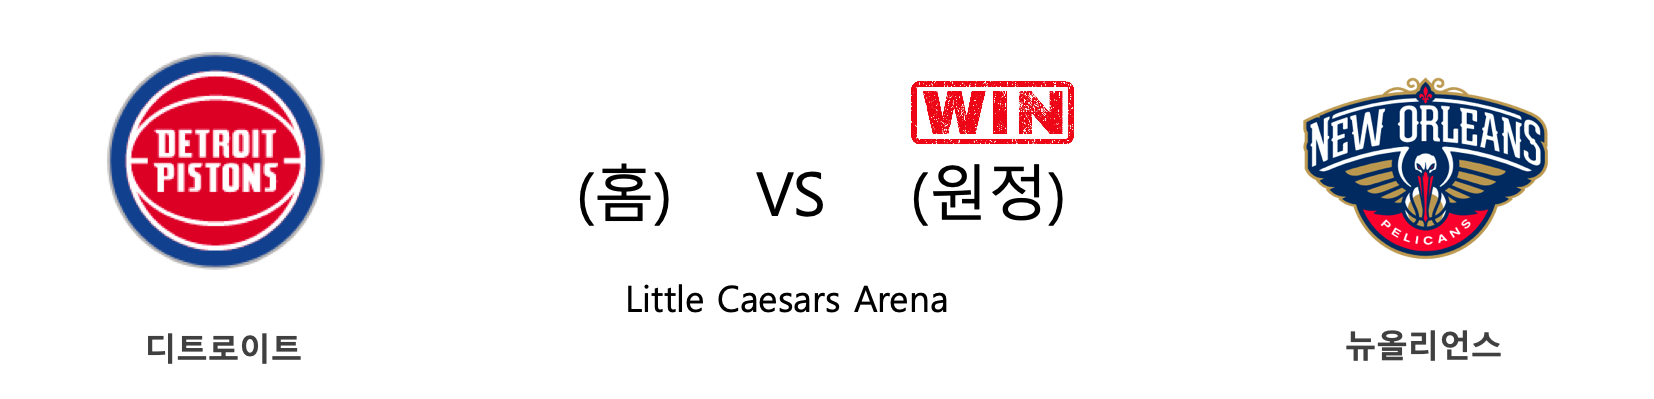 DETROIT
PISTONS
WIN
(홈) VS (원정)
Little Caesars Arena
디트로이트
NEW ORLEANS
PELICANS
뉴올리언스